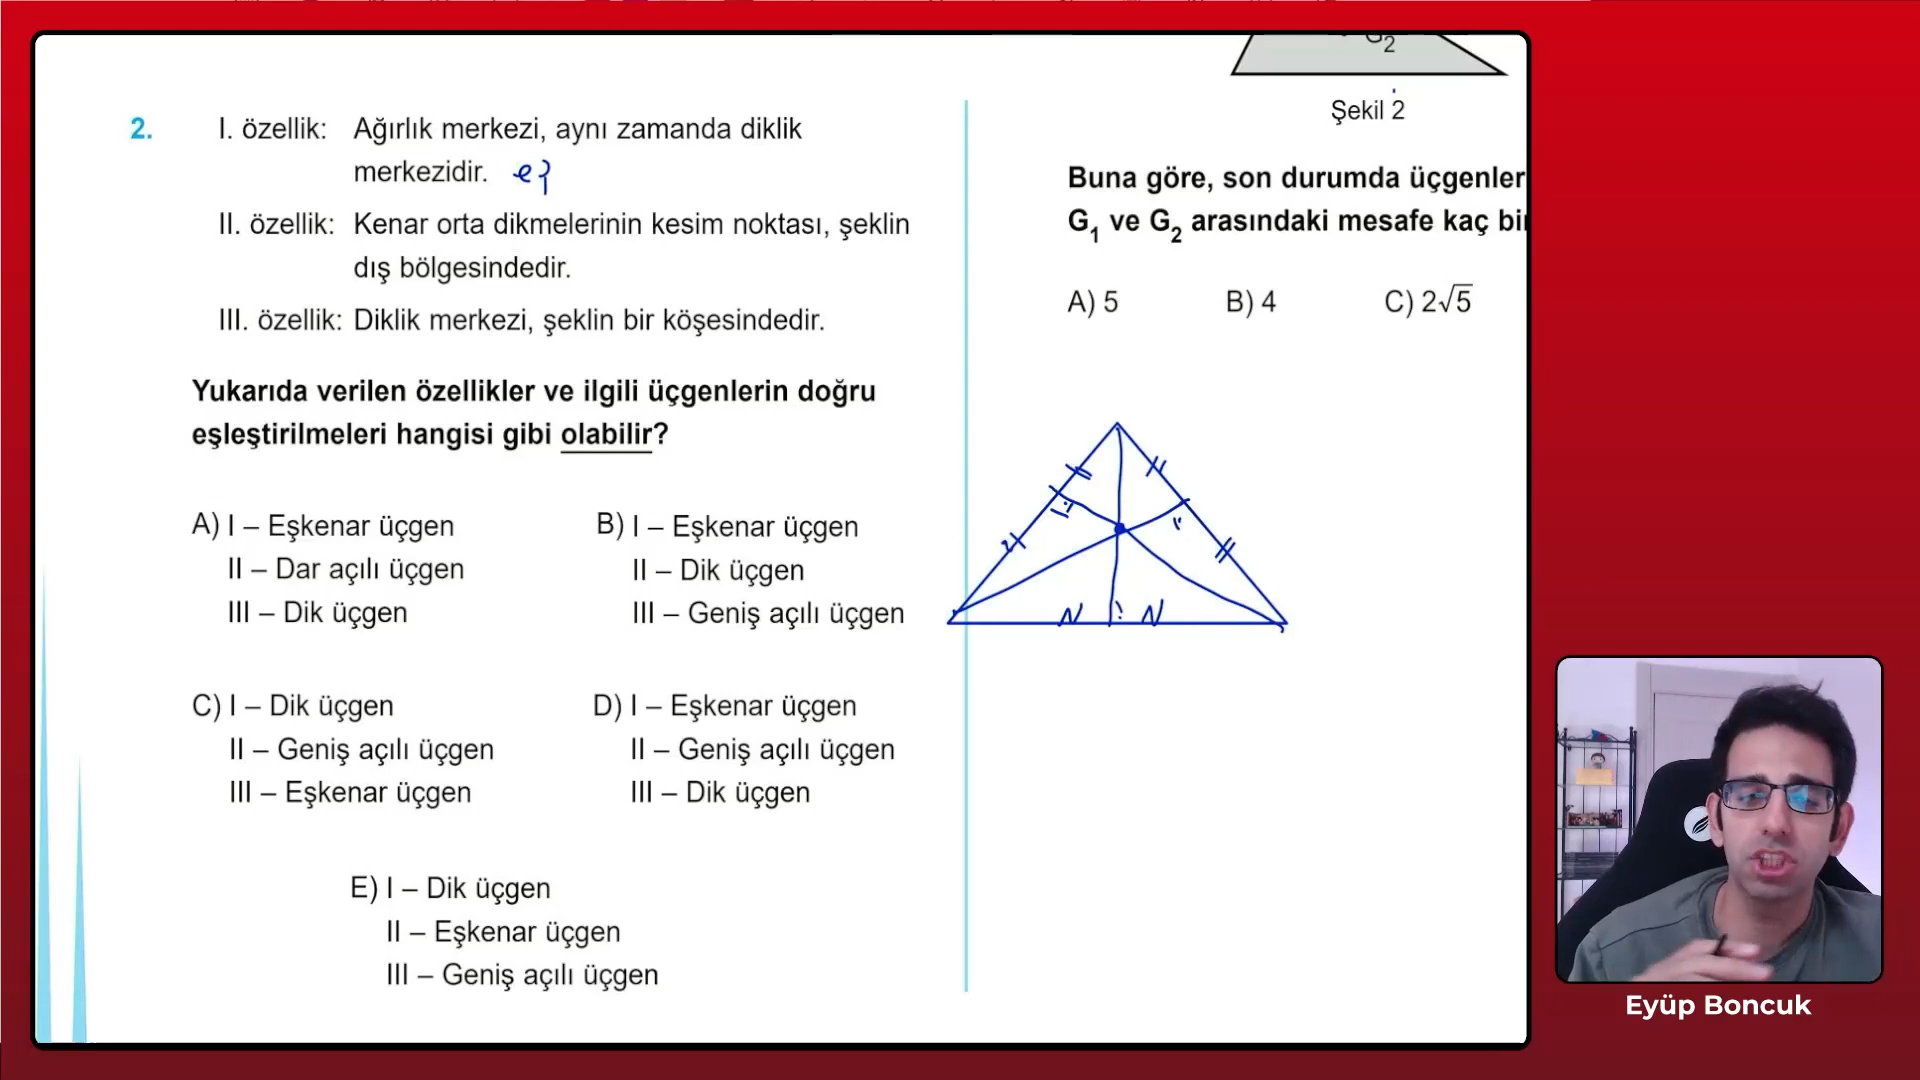 2. I. özellik: Ağırlık merkezi, aynı zamanda diklik
merkezidir. eş
II. özellik: Kenar orta dikmelerinin kesim noktası, şeklin
dış bölgesindedir.
III. özellik: Diklik merkezi, şeklin bir köşesindedir.
Yukarıda verilen özellikler ve ilgili üçgenlerin doğru
eşleştirilmeleri hangisi gibi olabilir?
A) I – Eşkenar üçgen
II – Dar açılı üçgen
III – Dik üçgen
B) I – Eşkenar üçgen
II – Dik üçgen
III – Geniş açılı üçgen
C) I – Dik üçgen
II – Geniş açılı üçgen
III – Eşkenar üçgen
D) I – Eşkenar üçgen
II – Geniş açılı üçgen
III – Dik üçgen
E) I – Dik üçgen
II – Eşkenar üçgen
III – Geniş açılı üçgen
G2
Şekil 2
Buna göre, son durumda üçgenler
G1 ve G2 arasındaki mesafe kaç bi
A) 5 B) 4 C) 2√5
Eyüp Boncuk